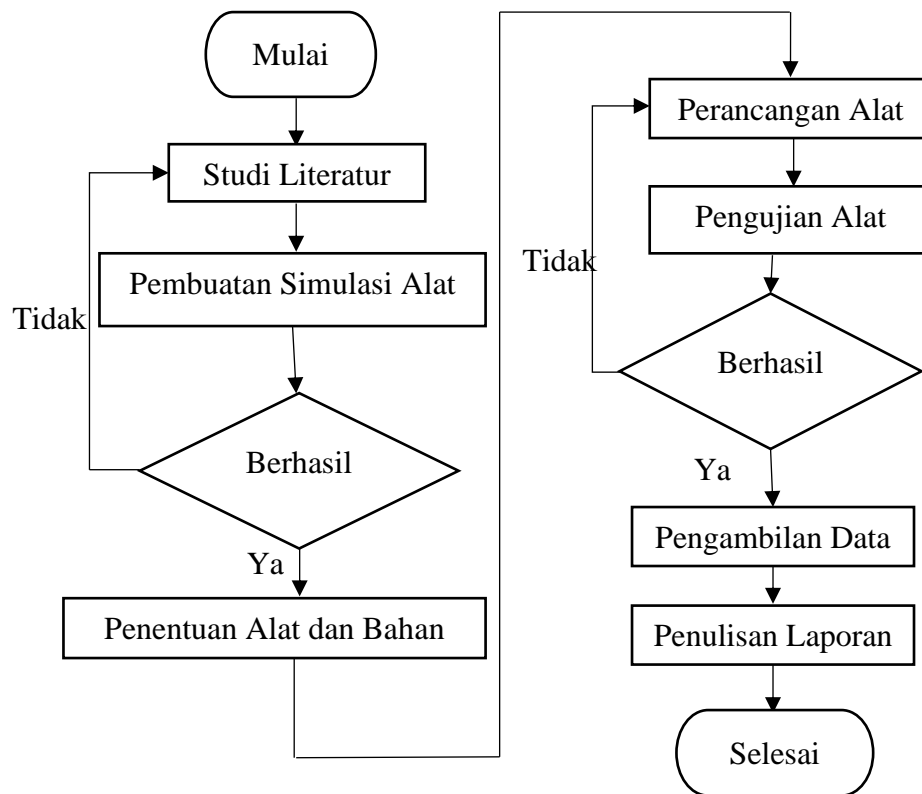 Mulai
Studi Literatur
Pembuatan Simulasi Alat
Tidak
Berhasil
Ya
Penentuan Alat dan Bahan
Perancangan Alat
Pengujian Alat
Tidak
Berhasil
Ya
Pengambilan Data
Penulisan Laporan
Selesai